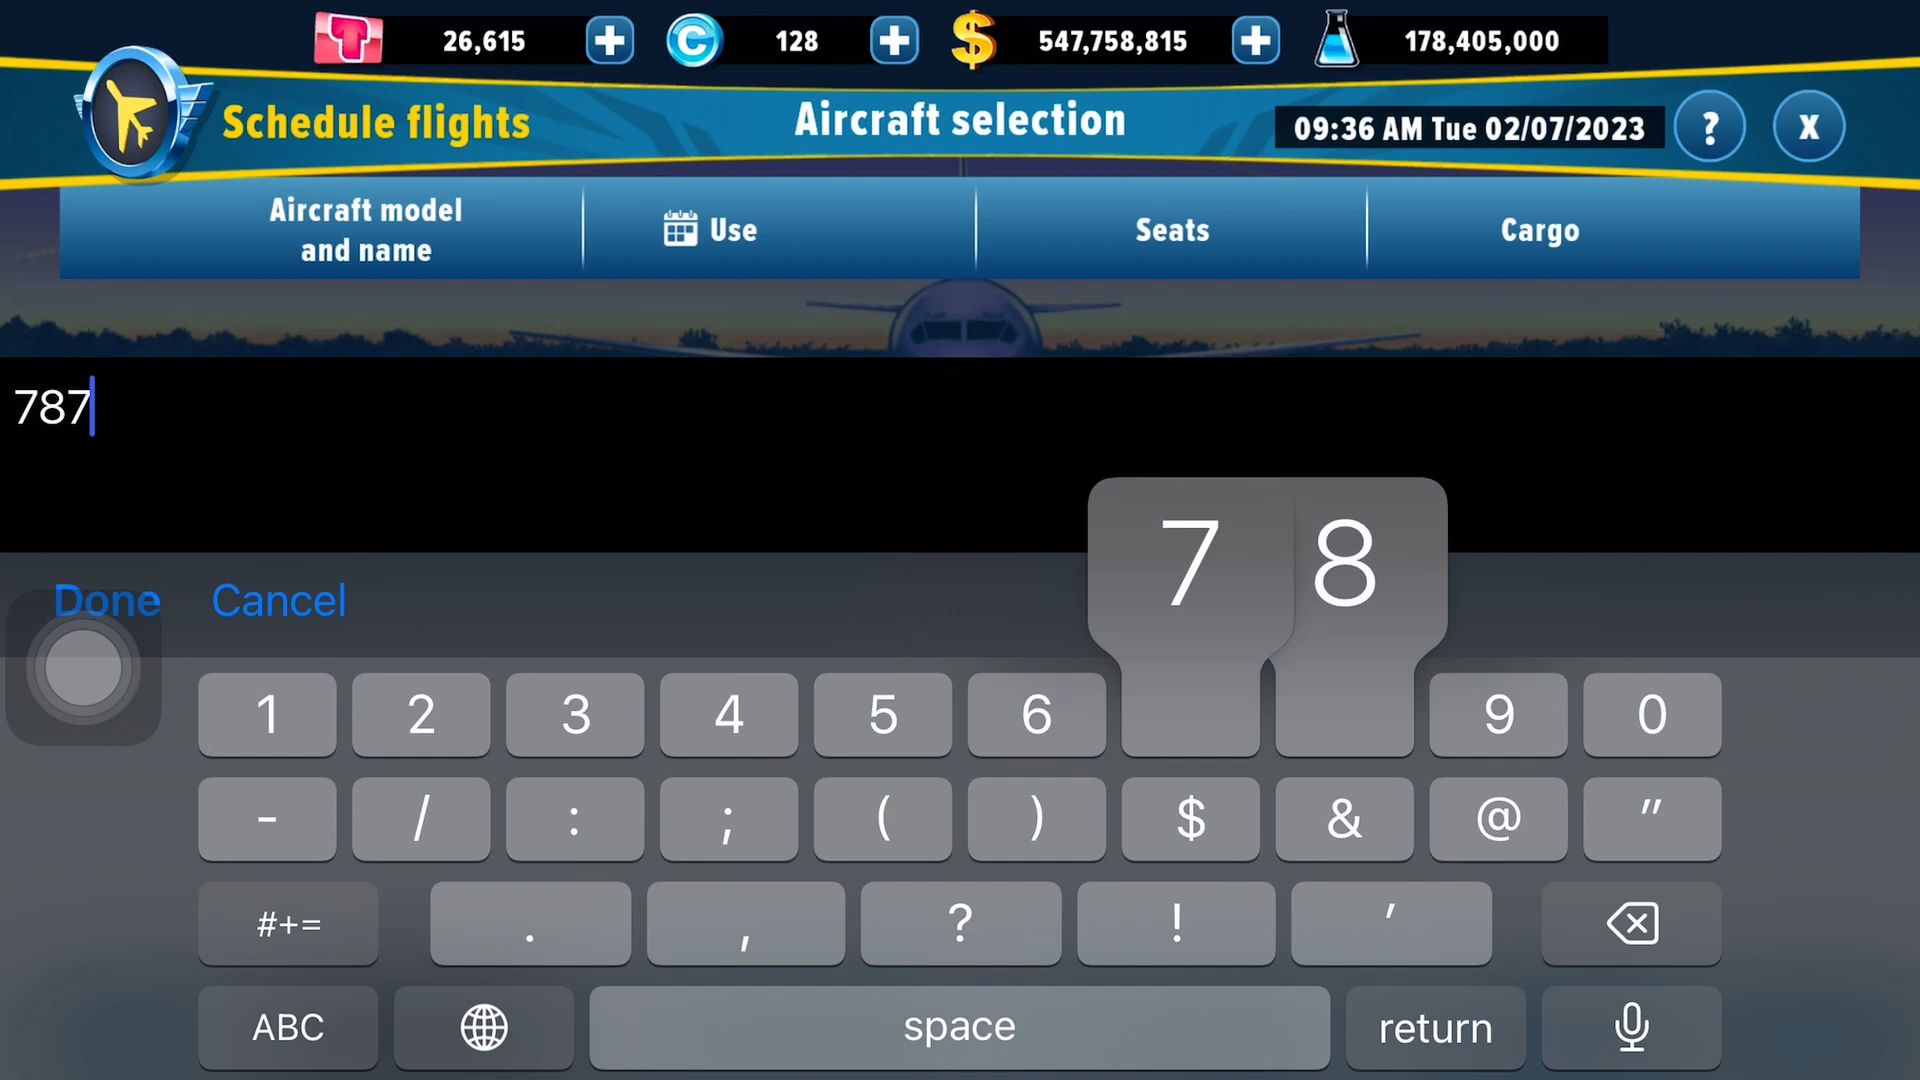 26,615 128 547,758,815 178,405,000
Schedule flights Aircraft selection 09:36 AM Tue 02/07/2023 ? X
Aircraft model and name Use Seats Cargo
787
Done Cancel
7 8
1 2 3 4 5 6 9 0
- / : ; ( ) $ & @ "
#+= . , ? ! '
ABC space return